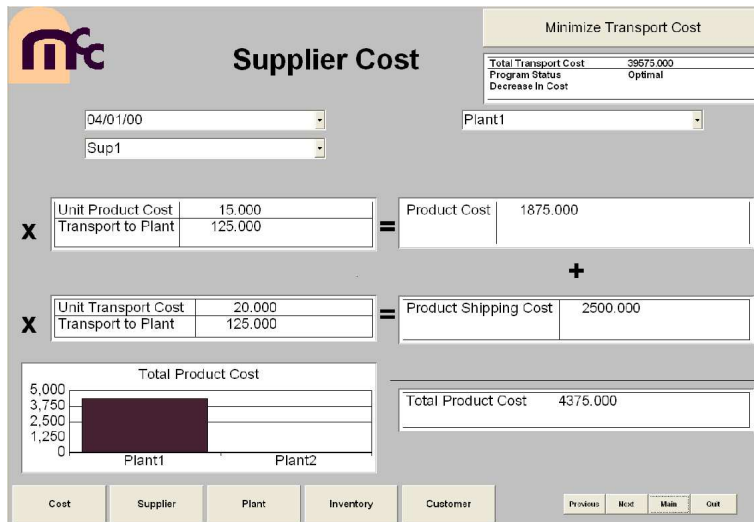 mcc
Supplier Cost
Minimize Transport Cost
Total Transport Cost 39575.000
Program Status Optimal
Decrease In Cost
04/01/00
Plant1
Sup1
x
Unit Product Cost 15.000
Transport to Plant 125.000
=
Product Cost 1875.000
+
x
Unit Transport Cost 20.000
Transport to Plant 125.000
=
Product Shipping Cost 2500.000
Total Product Cost
5,000
3,750
2,500
1,250
0
Plant1 Plant2
Total Product Cost 4375.000
Cost Supplier Plant Inventory Customer
Previous Next Main Quit